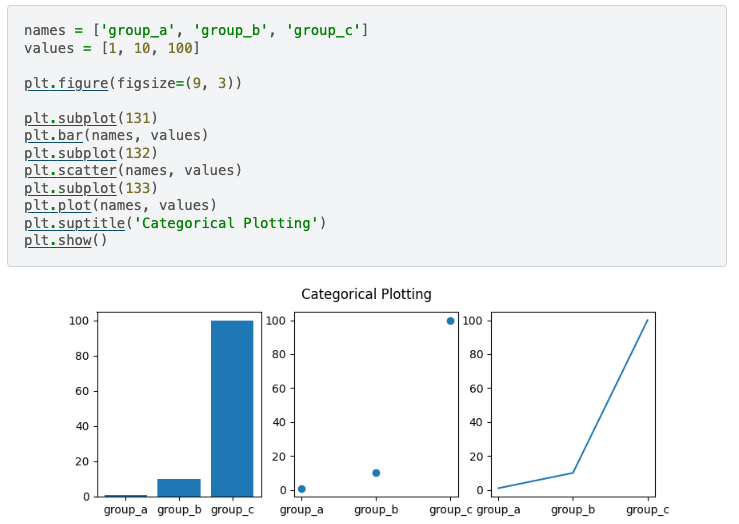 names = ['group_a', 'group_b', 'group_c']
values = [1, 10, 100]
plt.figure(figsize=(9, 3))
plt.subplot(131)
plt.bar(names, values)
plt.subplot(132)
plt.scatter(names, values)
plt.subplot(133)
plt.plot(names, values)
plt.suptitle('Categorical Plotting')
plt.show()
Categorical Plotting
100
80
60
40
20
0
group_a group_b group_c
100
80
60
40
20
0
group_a group_b group_c
100
80
60
40
20
0
group_a group_b group_c